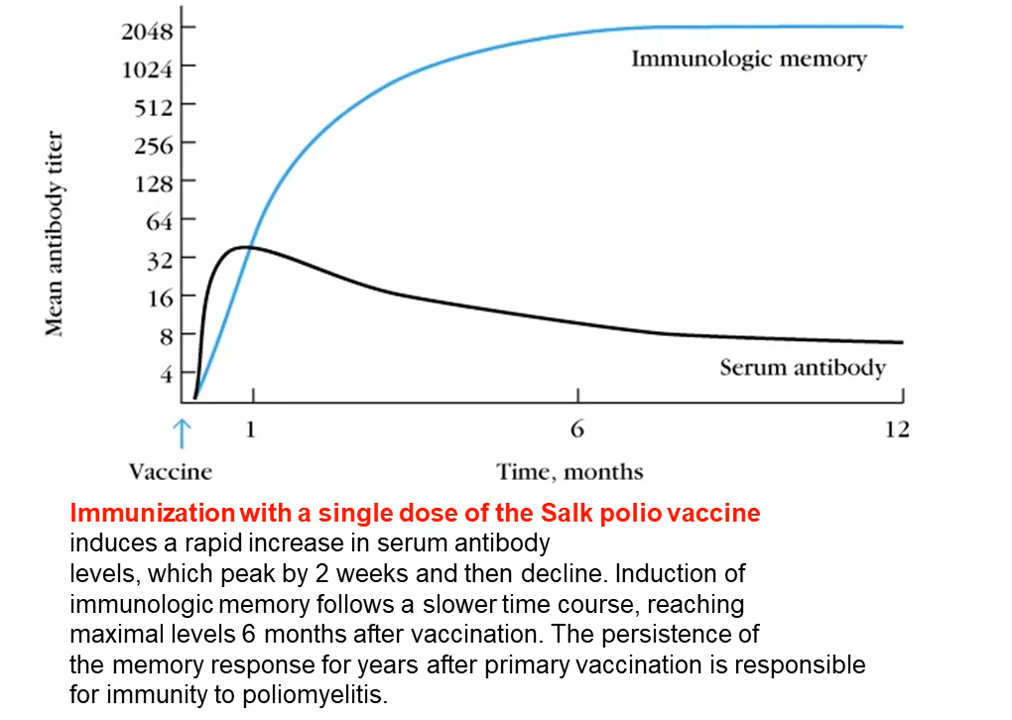 2048
1024
512
256
128
64
32
16
8
4
Mean antibody titer
Immunologic memory
Serum antibody
1
6
12
Vaccine
Time, months
Immunization with a single dose of the Salk polio vaccine
induces a rapid increase in serum antibody
levels, which peak by 2 weeks and then decline. Induction of
immunologic memory follows a slower time course, reaching
maximal levels 6 months after vaccination. The persistence of
the memory response for years after primary vaccination is responsible
for immunity to poliomyelitis.